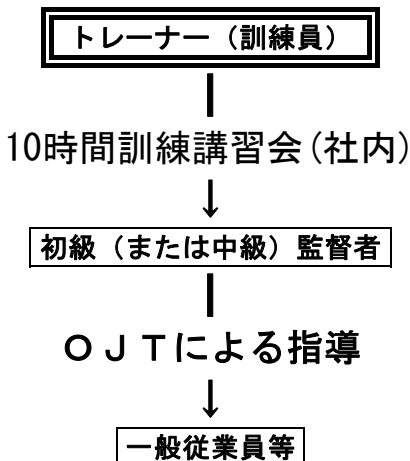 トレーナー（訓練員）
10時間訓練講習会(社内)
初級（または中級）監督者
ＯＪＴによる指導
一般従業員等